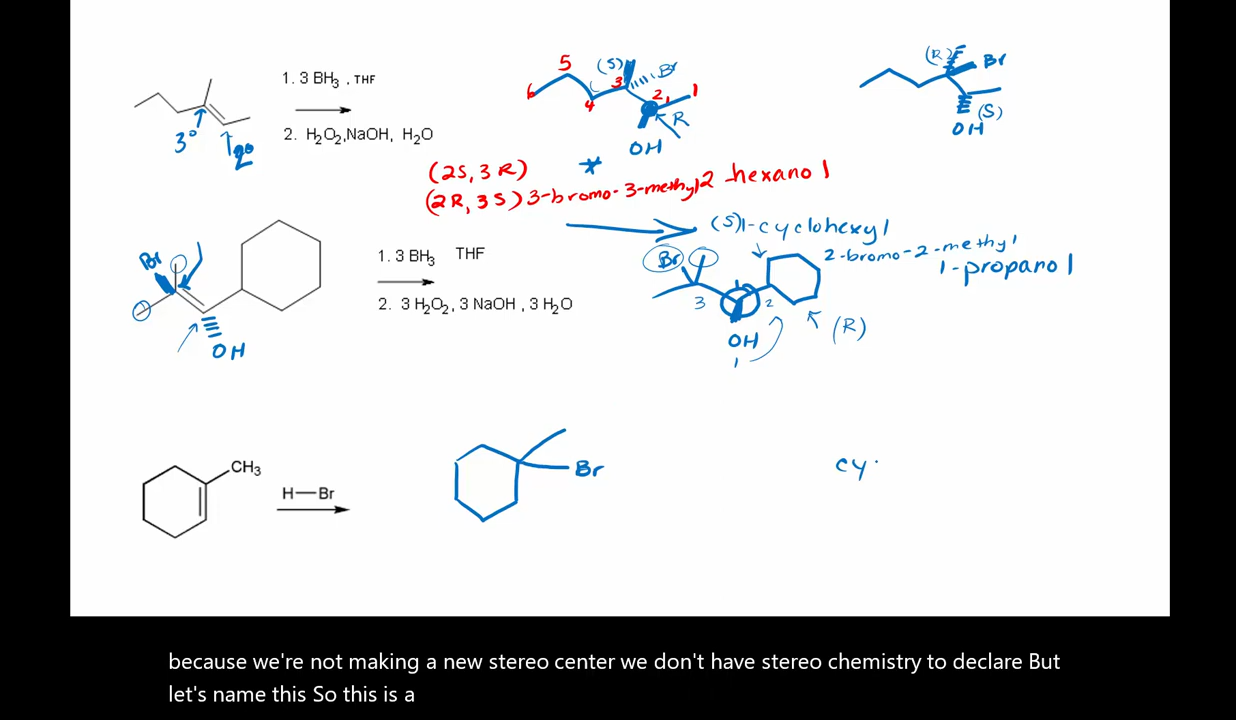 1. 3 BH3 . THF
2. H2O2,NaOH, H2O
3°
2°
(S)
Br
5
3
6
4
2
1
R
OH
(R)
Br
(S)
OH
(2S, 3R)
(2R, 3S) 3-bromo-3-methyl 2-hexanol
*
1. 3 BH3 THF
2. 3 H2O2, 3 NaOH , 3 H2O
Br
OH
(S)1-cyclohexyl
2-bromo-2-methyl
1-propanol
Br
3
2
OH
1
(R)
CH3
H—Br
Br
cy
because we're not making a new stereo center we don't have stereo chemistry to declare But
let's name this So this is a